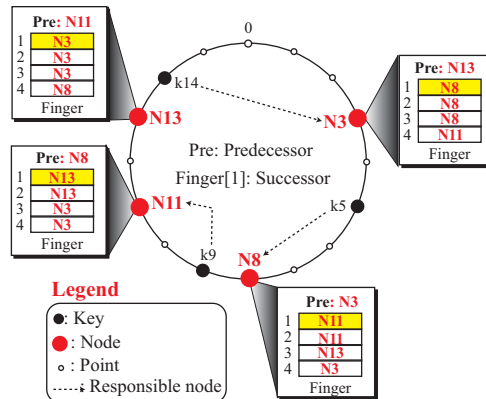 Pre: N11
1 N3
2 N3
3 N3
4 N8
Finger
0
Pre: N13
1 N8
2 N8
3 N8
4 N11
Finger
k14
N13
N3
Pre: Predecessor
Finger[1]: Successor
Pre: N8
1 N13
2 N13
3 N3
4 N3
Finger
N11
k5
k9
N8
Pre: N3
1 N11
2 N11
3 N13
4 N3
Finger
Legend
: Key
: Node
: Point
: Responsible node